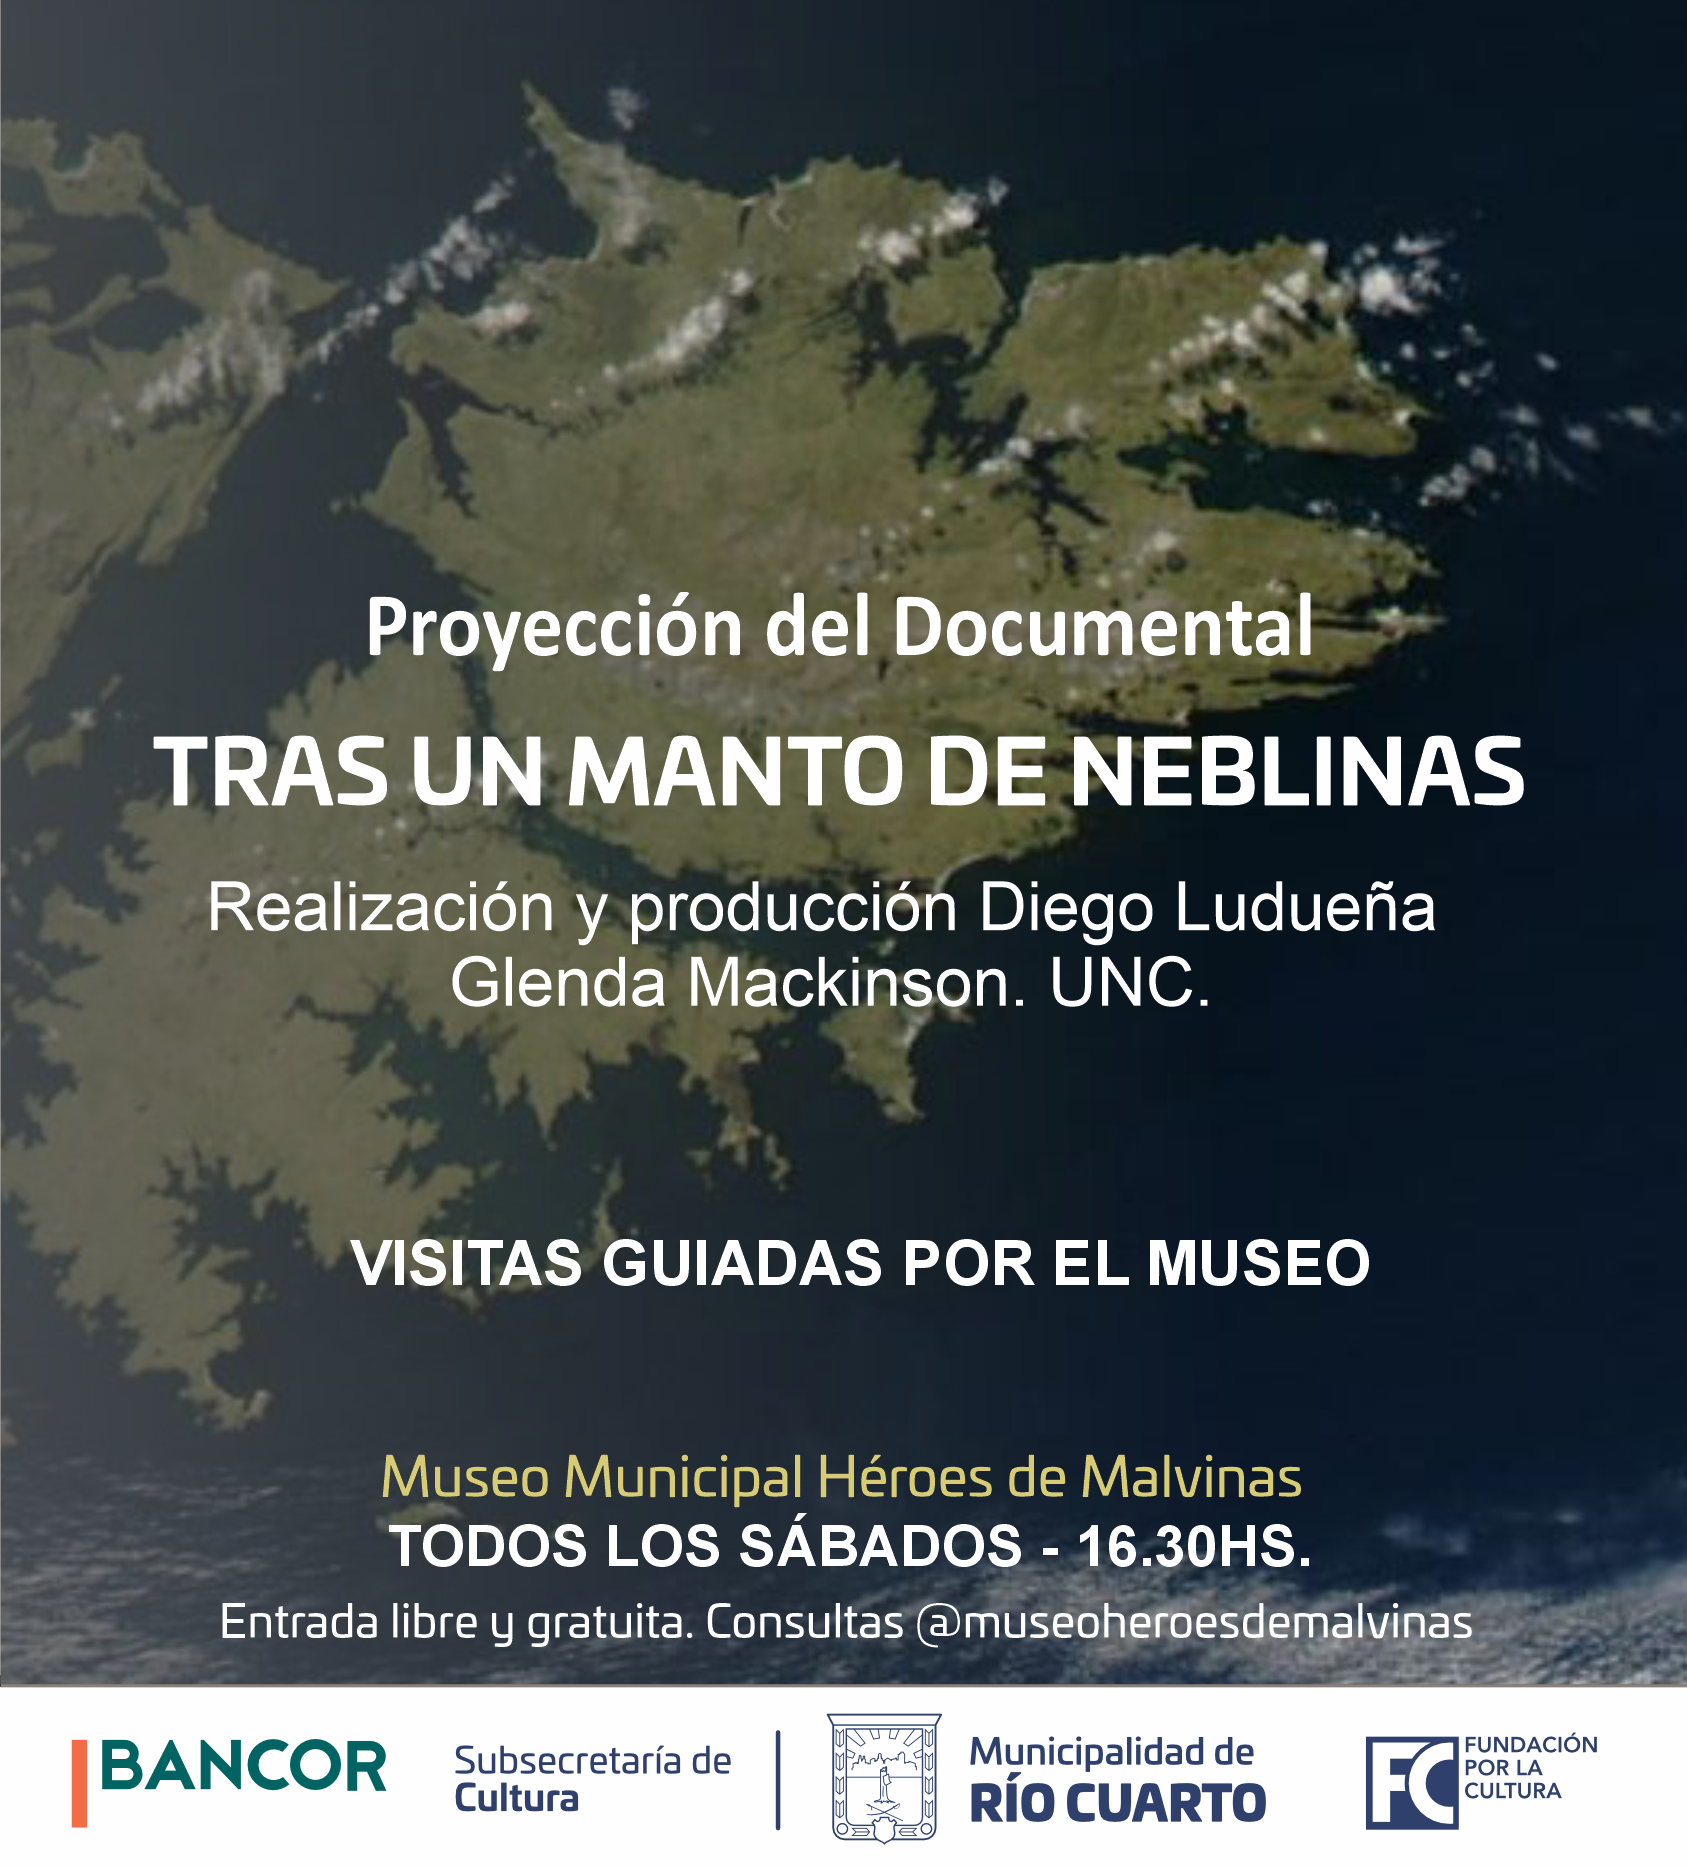 Proyección del Documental
TRAS UN MANTO DE NEBLINAS
Realización y producción Diego Ludueña
Glenda Mackinson. UNC.
VISITAS GUIADAS POR EL MUSEO
Museo Municipal Héroes de Malvinas
TODOS LOS SÁBADOS - 16.30HS.
Entrada libre y gratuita. Consultas @museoheroesdemalvinas
BANCOR
Subsecretaría de
Cultura
Municipalidad de
RÍO CUARTO
FC
FUNDACIÓN
POR LA
CULTURA